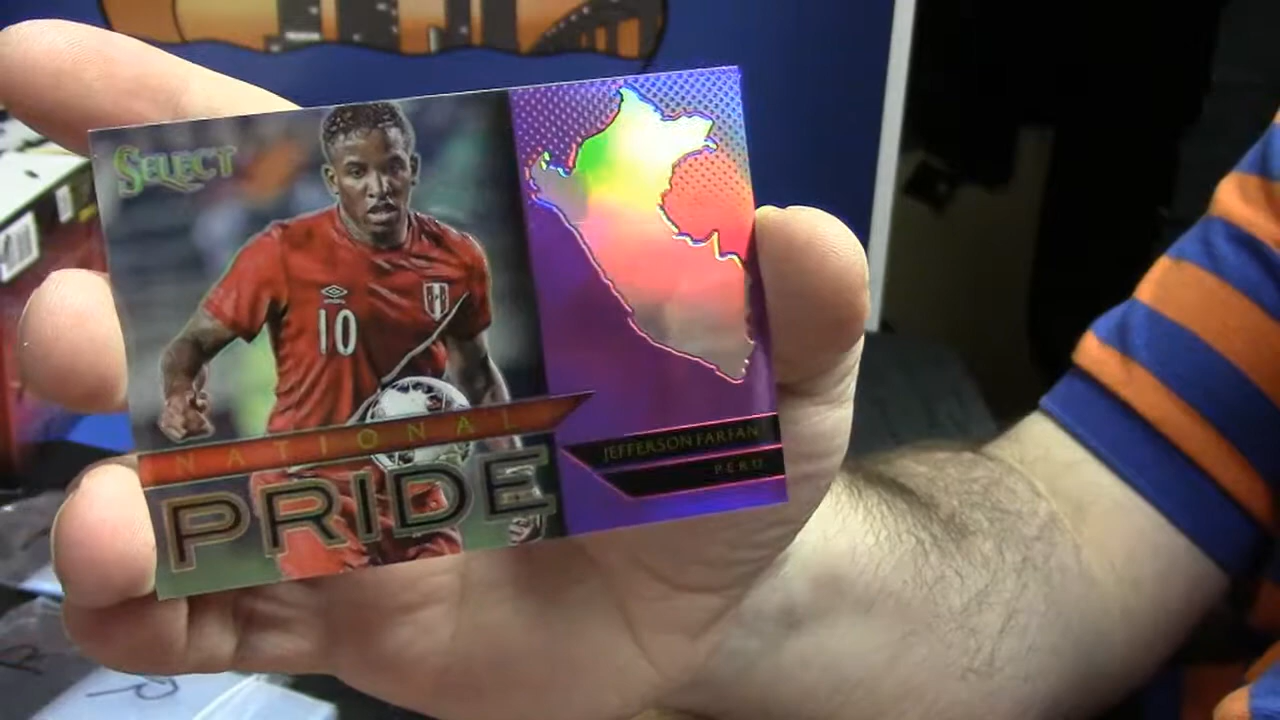 SELECT
10
NATIONAL
PRIDE
JEFFERSON FARFAN
PERU